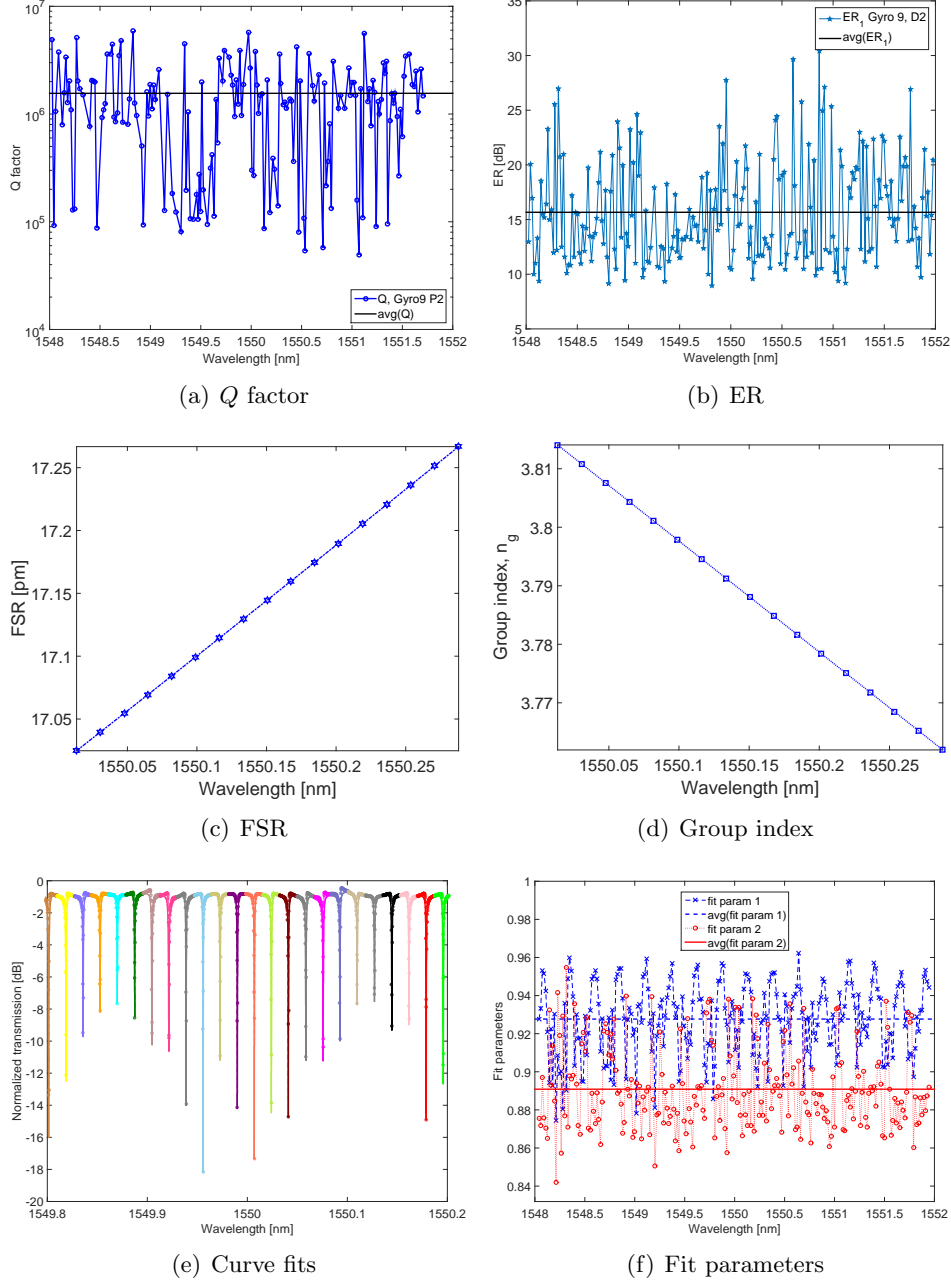 10^7
10^6
10^5
10^4
Q factor
Q, Gyro9 P2
avg(Q)
1548 1548.5 1549 1549.5 1550 1550.5 1551 1551.5 1552
Wavelength [nm]
(a) Q factor
35
30
25
20
15
10
5
ER [dB]
ER_1 Gyro 9, D2
avg(ER_1)
1548 1548.5 1549 1549.5 1550 1550.5 1551 1551.5 1552
Wavelength [nm]
(b) ER
17.25
17.2
17.15
17.1
17.05
FSR [pm]
1550.05 1550.1 1550.15 1550.2 1550.25
Wavelength [nm]
(c) FSR
3.81
3.8
3.79
3.78
3.77
Group index, n_g
1550.05 1550.1 1550.15 1550.2 1550.25
Wavelength [nm]
(d) Group index
0
-2
-4
-6
-8
-10
-12
-14
-16
-18
-20
Normalized transmission [dB]
1549.8 1549.9 1550 1550.1 1550.2
Wavelength [nm]
(e) Curve fits
1
0.98
0.96
0.94
0.92
0.9
0.88
0.86
0.84
Fit parameters
fit param 1
avg(fit param 1)
fit param 2
avg(fit param 2)
1548 1548.5 1549 1549.5 1550 1550.5 1551 1551.5 1552
Wavelength [nm]
(f) Fit parameters